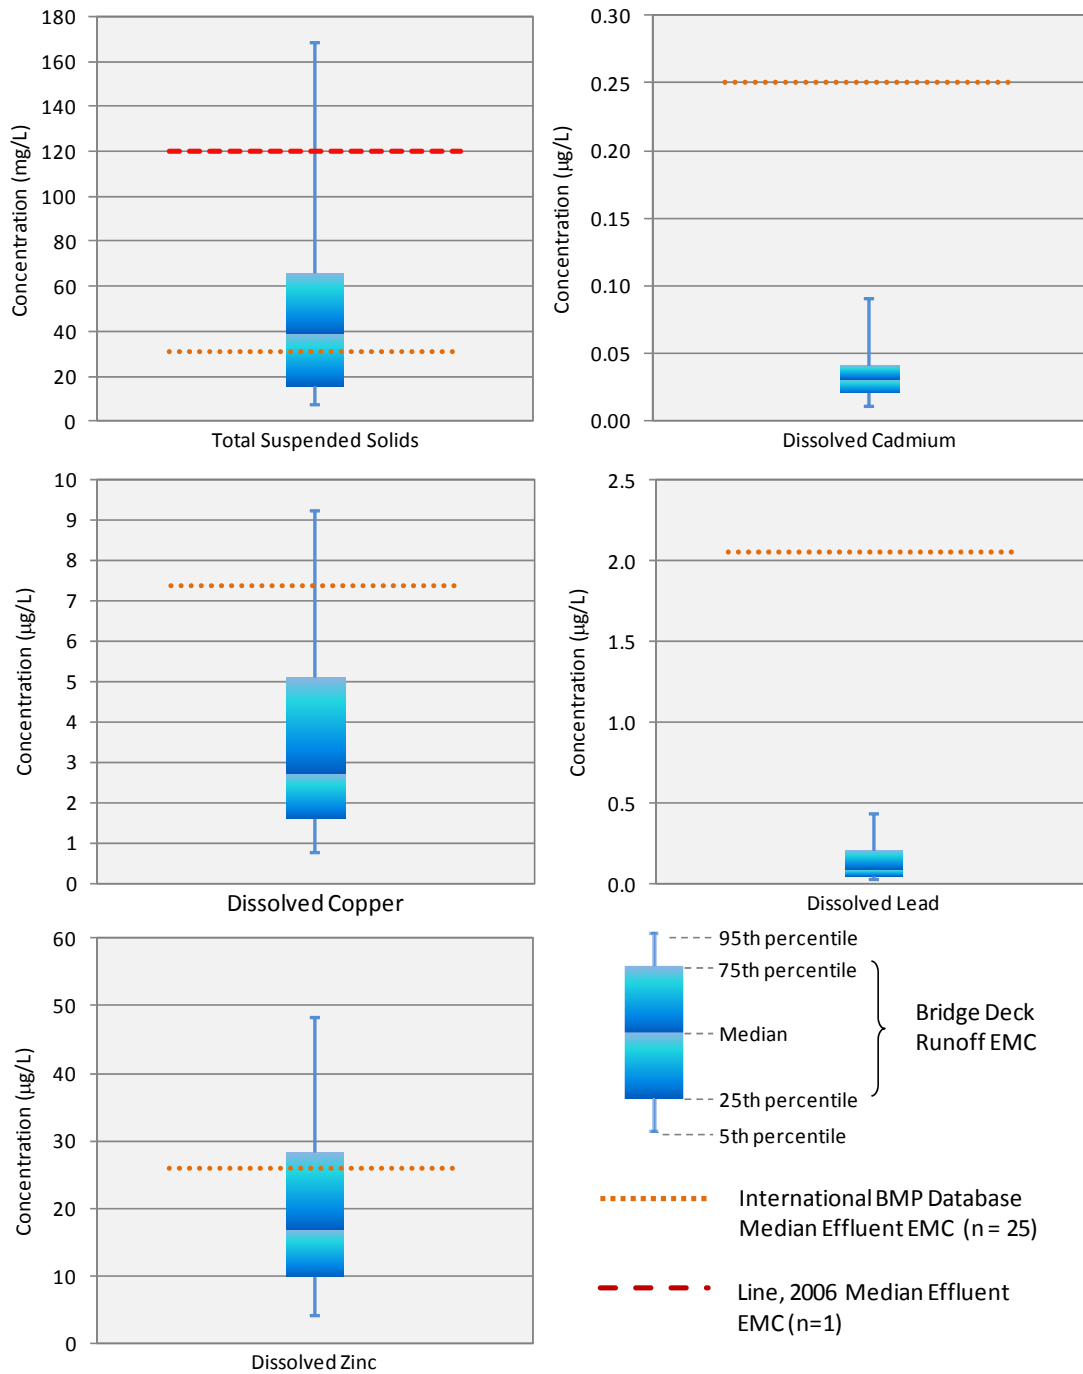 180
160
140
120
100
80
60
40
20
0
Concentration (mg/L)
Total Suspended Solids
0.30
0.25
0.20
0.15
0.10
0.05
0.00
Concentration (µg/L)
Dissolved Cadmium
10
9
8
7
6
5
4
3
2
1
0
Concentration (µg/L)
Dissolved Copper
2.5
2.0
1.5
1.0
0.5
0.0
Concentration (µg/L)
Dissolved Lead
60
50
40
30
20
10
0
Concentration (µg/L)
Dissolved Zinc
95th percentile
75th percentile
Median
25th percentile
5th percentile
Bridge Deck
Runoff EMC
International BMP Database
Median Effluent EMC (n = 25)
Line, 2006 Median Effluent
EMC (n=1)